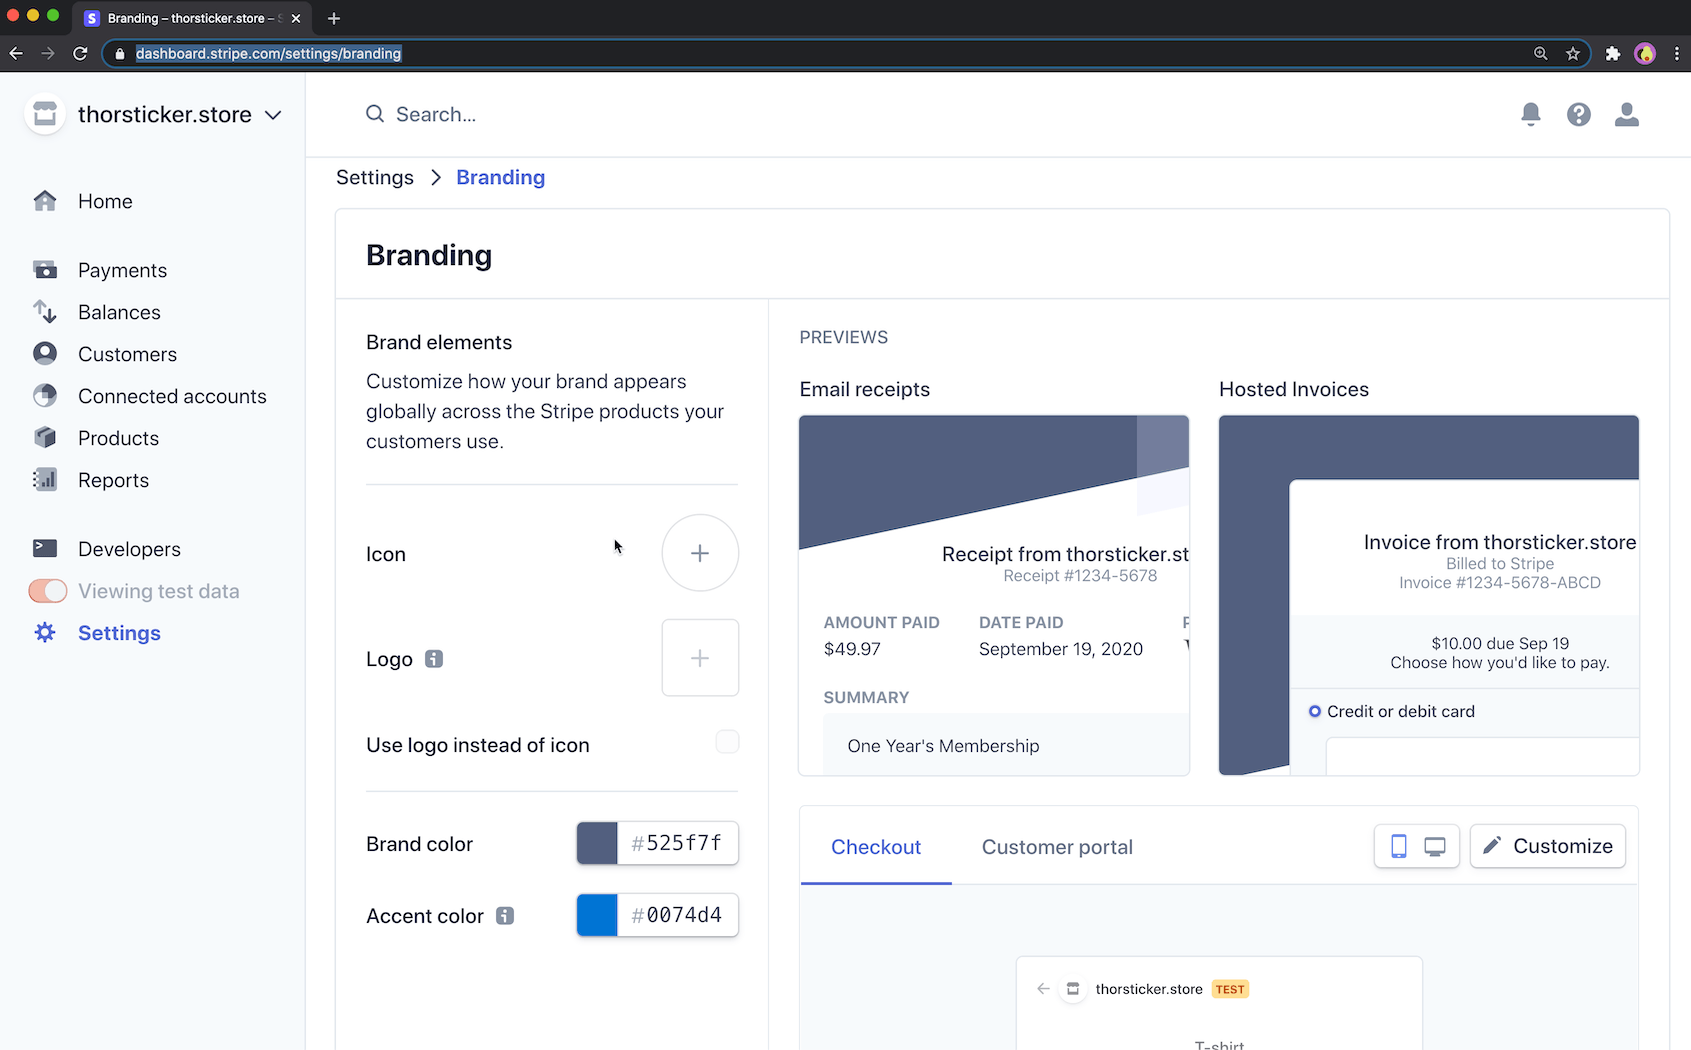 Branding – thorsticker.store – S
dashboard.stripe.com/settings/branding
thorsticker.store
Search...
Home
Payments
Balances
Customers
Connected accounts
Products
Reports
Developers
Viewing test data
Settings
Settings > Branding
Branding
Brand elements
Customize how your brand appears
globally across the Stripe products your
customers use.
Icon
Logo
Use logo instead of icon
Brand color
#525f7f
Accent color
#0074d4
PREVIEWS
Email receipts
Receipt from thorsticker.st
Receipt #1234-5678
AMOUNT PAID
DATE PAID
$49.97
September 19, 2020
SUMMARY
One Year's Membership
Hosted Invoices
Invoice from thorsticker.store
Billed to Stripe
Invoice #1234-5678-ABCD
$10.00 due Sep 19
Choose how you'd like to pay.
Credit or debit card
Checkout
Customer portal
Customize
thorsticker.store
TEST
T-shirt